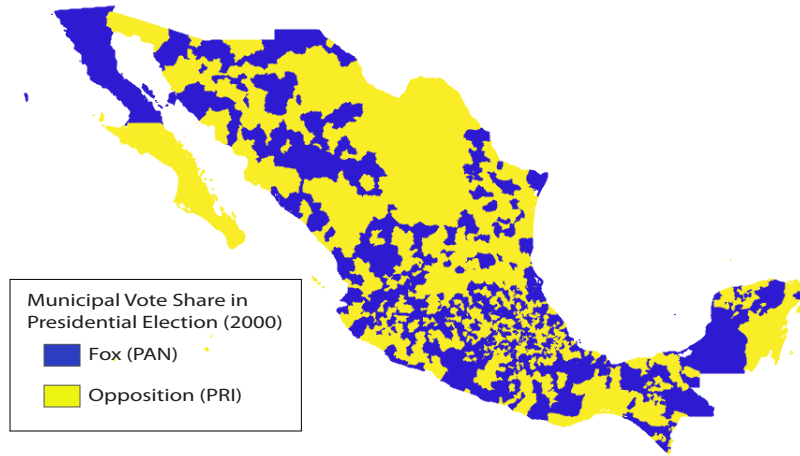 Municipal Vote Share in
Presidential Election (2000)
Fox (PAN)
Opposition (PRI)